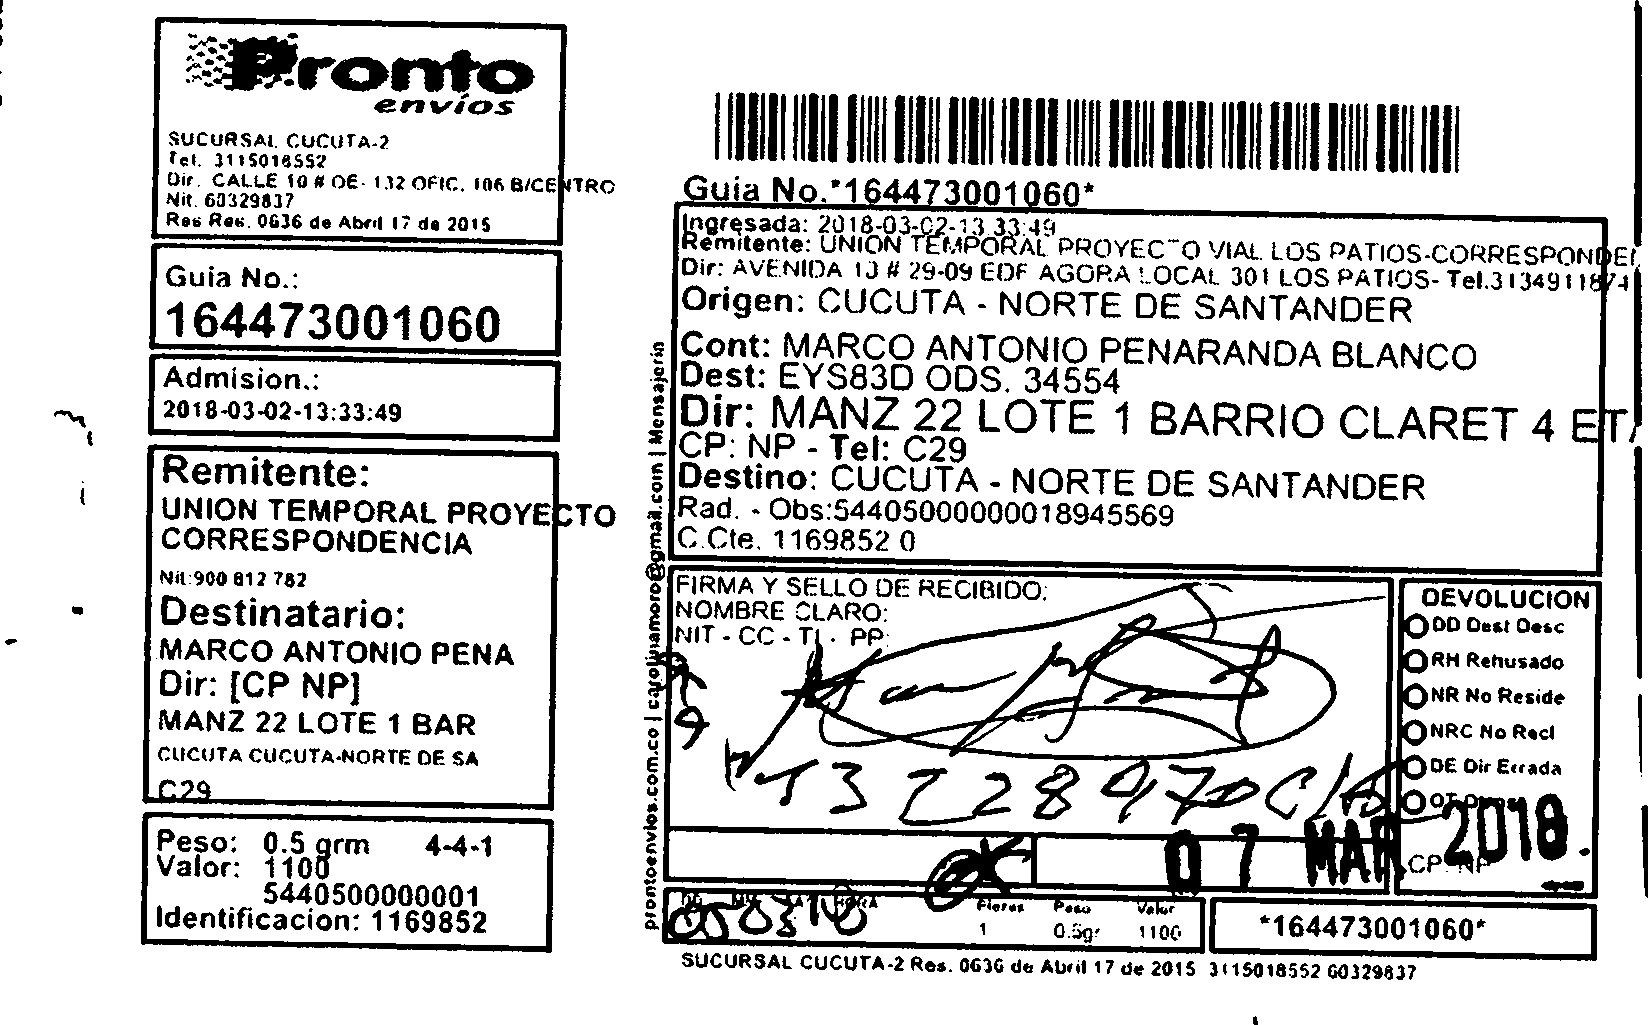 Pronto
envíos
SUCURSAL CUCUTA-2
Tel. 3115018552
Dir. CALLE 10 # OE- 132 OFIC. 106 B/CENTRO
Nit. 60329837
Res Res. 0636 de Abril 17 de 2015
Guia No.:
164473001060
Admision.:
2018-03-02-13:33:49
Remitente:
UNION TEMPORAL PROYECTO
CORRESPONDENCIA
Nit:900 812 782
Destinatario:
MARCO ANTONIO PENA
Dir: [CP NP]
MANZ 22 LOTE 1 BAR
CUCUTA CUCUTA-NORTE DE SA
C29
Peso: 0.5 grm 4-4-1
Valor: 1100
5440500000001
Identificacion: 1169852
prontoenvios.com.co | carolinamoro@gmail.com | Mensajería
Guia No.*164473001060*
Ingresada: 2018-03-02-13:33:49
Remitente: UNION TEMPORAL PROYECTO VIAL LOS PATIOS-CORRESPONDE
Dir: AVENIDA 10 # 29-09 EDF AGORA LOCAL 301 LOS PATIOS- Tel.3134911874
Origen: CUCUTA - NORTE DE SANTANDER
Cont: MARCO ANTONIO PENARANDA BLANCO
Dest: EYS83D ODS. 34554
Dir: MANZ 22 LOTE 1 BARRIO CLARET 4 ETA
CP: NP - Tel: C29
Destino: CUCUTA - NORTE DE SANTANDER
Rad. - Obs:54405000000018945569
C.Cte. 1169852 0
FIRMA Y SELLO DE RECIBIDO:
NOMBRE CLARO:
NIT - CC - TI - PP:
DEVOLUCION
DD Dest Desc
RH Rehusado
NR No Reside
NRC No Recl
DE Dir Errada
07 MAR 2018
CP: NP
HORA
Piezas Peso Valor
1 0.5gr 1100
*164473001060*
SUCURSAL CUCUTA-2 Res. 0636 de Abril 17 de 2015 3115018552 60329837